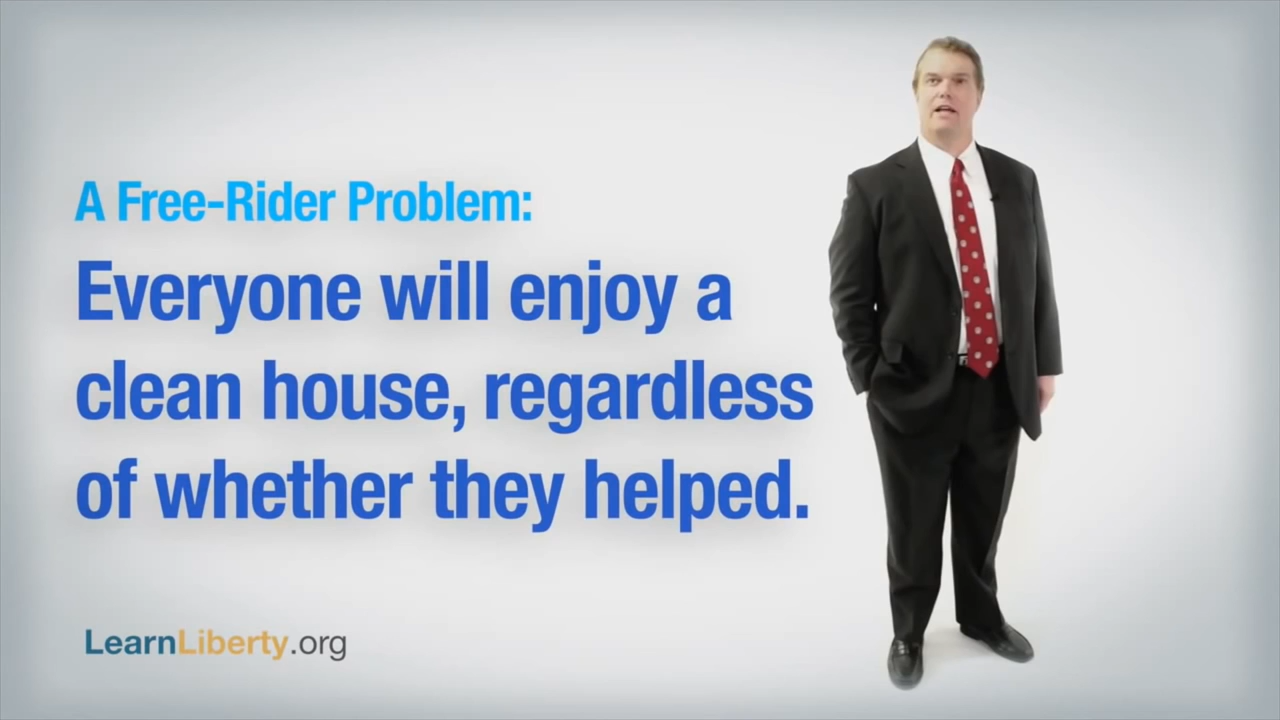 A Free-Rider Problem:
Everyone will enjoy a
clean house, regardless
of whether they helped.
LearnLiberty.org